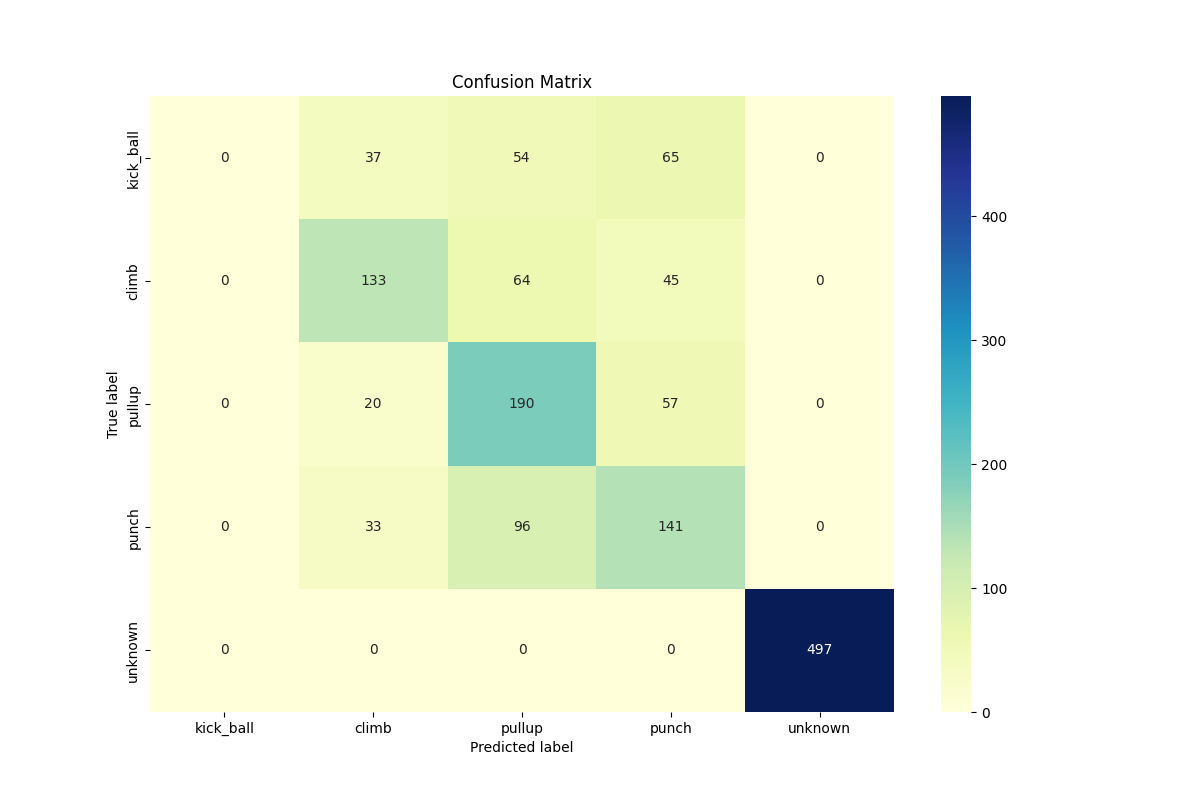 Confusion Matrix
kick_ball 0 37 54 65 0
climb 0 133 64 45 0
pullup 0 20 190 57 0
punch 0 33 96 141 0
unknown 0 0 0 0 497
True label
kick_ball climb pullup punch unknown
Predicted label
400
300
200
100
0